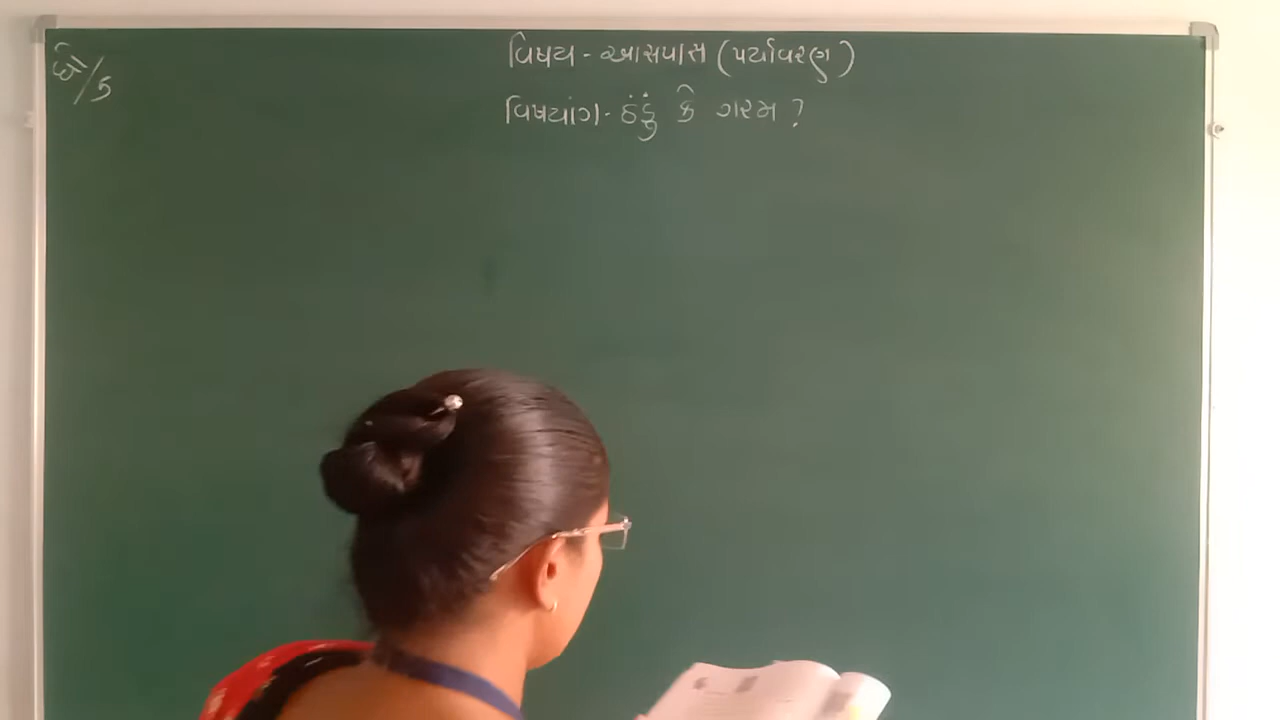 ધો/5
વિષય - આસપાસ (પર્યાવરણ)
વિષયાંગ - ઠંડું કે ગરમ ?